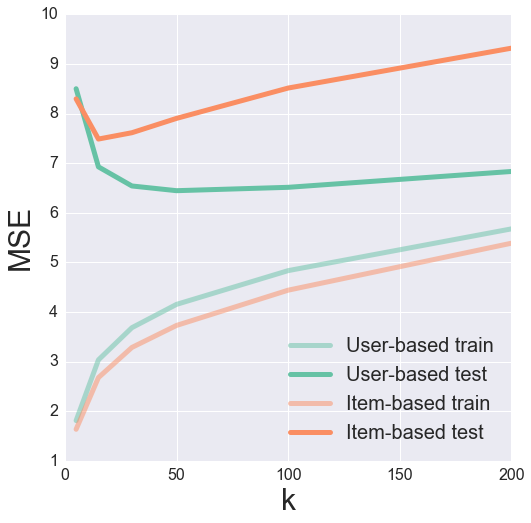 10
9
8
7
6
5
4
3
2
1
MSE
0
50
100
150
200
k
User-based train
User-based test
Item-based train
Item-based test